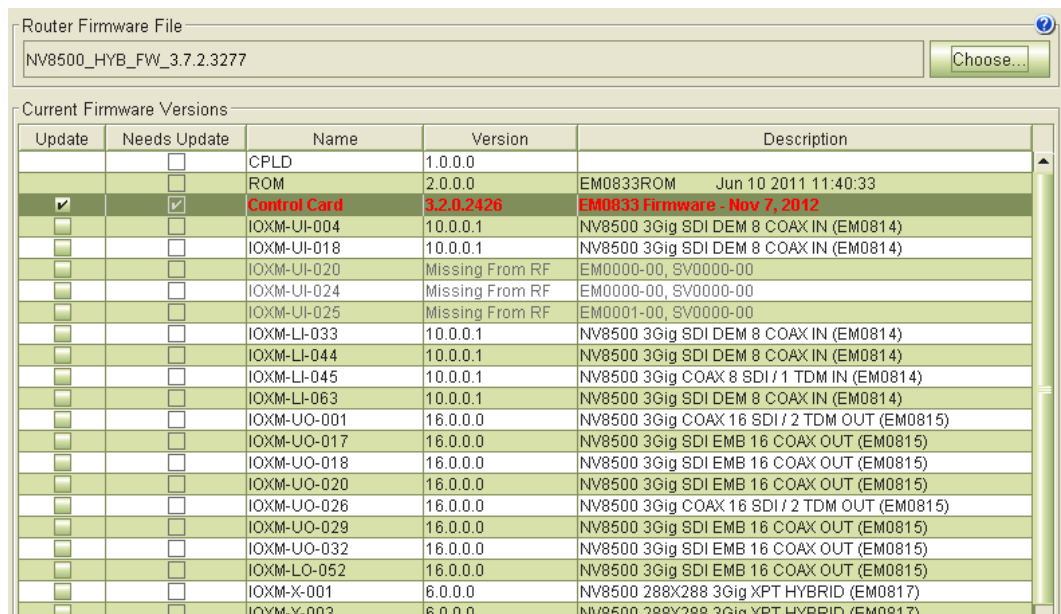 Router Firmware File
NV8500_HYB_FW_3.7.2.3277
Choose...
Current Firmware Versions
Update Needs Update Name Version Description
CPLD 1.0.0.0
ROM 2.0.0.0 EM0833ROM Jun 10 2011 11:40:33
Control Card 3.2.0.2426 EM0833 Firmware - Nov 7, 2012
IOXM-UI-004 10.0.0.1 NV8500 3Gig SDI DEM 8 COAX IN (EM0814)
IOXM-UI-018 10.0.0.1 NV8500 3Gig SDI DEM 8 COAX IN (EM0814)
IOXM-UI-020 Missing From RF EM0000-00, SV0000-00
IOXM-UI-024 Missing From RF EM0000-00, SV0000-00
IOXM-UI-025 Missing From RF EM0001-00, SV0000-00
IOXM-LI-033 10.0.0.1 NV8500 3Gig SDI DEM 8 COAX IN (EM0814)
IOXM-LI-044 10.0.0.1 NV8500 3Gig SDI DEM 8 COAX IN (EM0814)
IOXM-LI-045 10.0.0.1 NV8500 3Gig COAX 8 SDI / 1 TDM IN (EM0814)
IOXM-LI-063 10.0.0.1 NV8500 3Gig SDI DEM 8 COAX IN (EM0814)
IOXM-UO-001 16.0.0.0 NV8500 3Gig COAX 16 SDI / 2 TDM OUT (EM0815)
IOXM-UO-017 16.0.0.0 NV8500 3Gig SDI EMB 16 COAX OUT (EM0815)
IOXM-UO-018 16.0.0.0 NV8500 3Gig SDI EMB 16 COAX OUT (EM0815)
IOXM-UO-020 16.0.0.0 NV8500 3Gig SDI EMB 16 COAX OUT (EM0815)
IOXM-UO-026 16.0.0.0 NV8500 3Gig COAX 16 SDI / 2 TDM OUT (EM0815)
IOXM-UO-029 16.0.0.0 NV8500 3Gig SDI EMB 16 COAX OUT (EM0815)
IOXM-UO-032 16.0.0.0 NV8500 3Gig SDI EMB 16 COAX OUT (EM0815)
IOXM-LO-052 16.0.0.0 NV8500 3Gig SDI EMB 16 COAX OUT (EM0815)
IOXM-X-001 6.0.0.0 NV8500 288X288 3Gig XPT HYBRID (EM0817)
IOXM-X-003 6.0.0.0 NV8500 288X288 3Gig XPT HYBRID (EM0817)